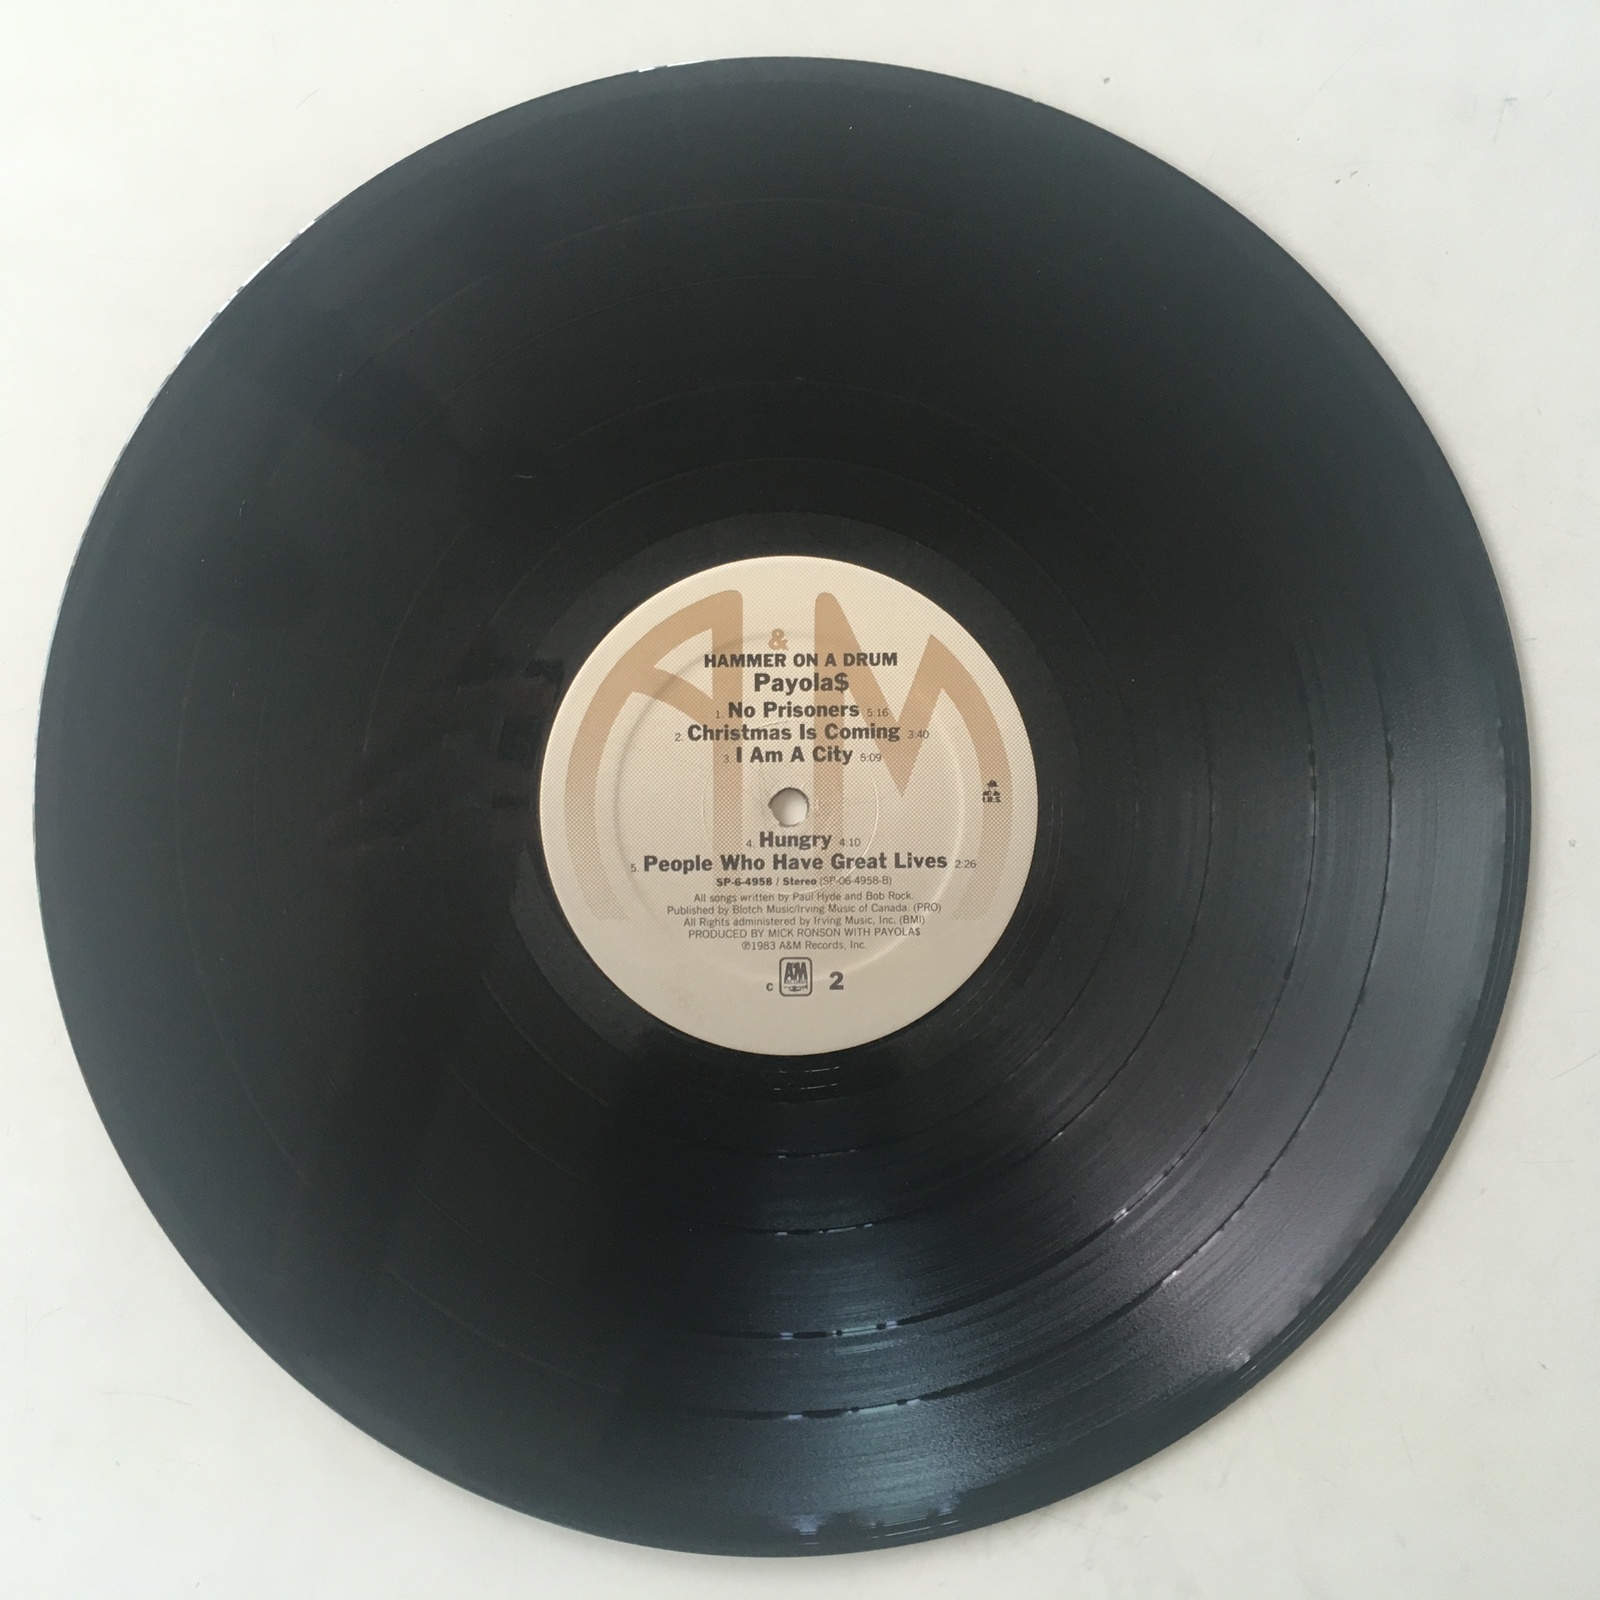 A&M
HAMMER ON A DRUM
Payola$
1. No Prisoners 5:16
2. Christmas Is Coming 3:40
3. I Am A City 5:09
I.R.S.
4. Hungry 4:10
5. People Who Have Great Lives 2:26
SP-6-4958 / Stereo (SP-06-4958-B)
All songs written by Paul Hyde and Bob Rock.
Published by Blotch Music/Irving Music of Canada. (PRO)
All Rights administered by Irving Music, Inc. (BMI)
PRODUCED BY MICK RONSON WITH PAYOLA$
℗1983 A&M Records, Inc.
C A&M RECORDS 2